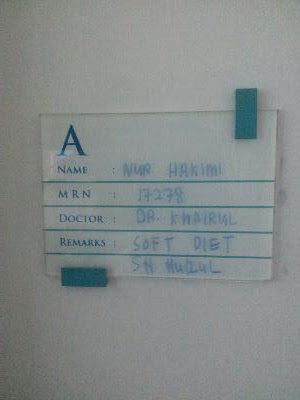 A
NAME : NUR HAKIMI
MRN : 17278
DOCTOR : DR. KHAIRUL
REMARKS : SOFT DIET
SN HUZUL